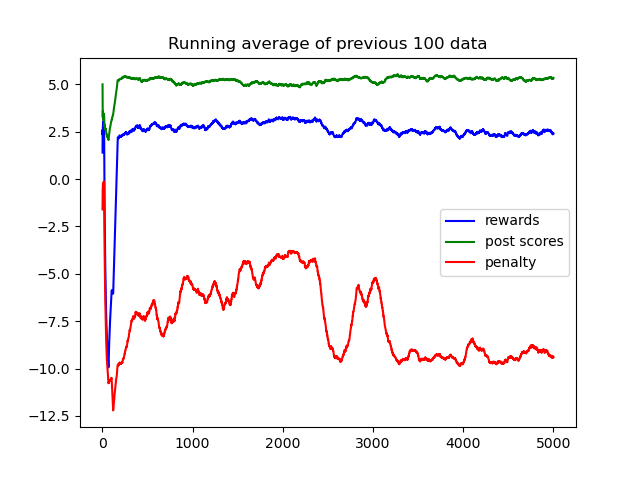 Running average of previous 100 data
5.0
2.5
0.0
−2.5
−5.0
−7.5
−10.0
−12.5
rewards
post scores
penalty
0 1000 2000 3000 4000 5000